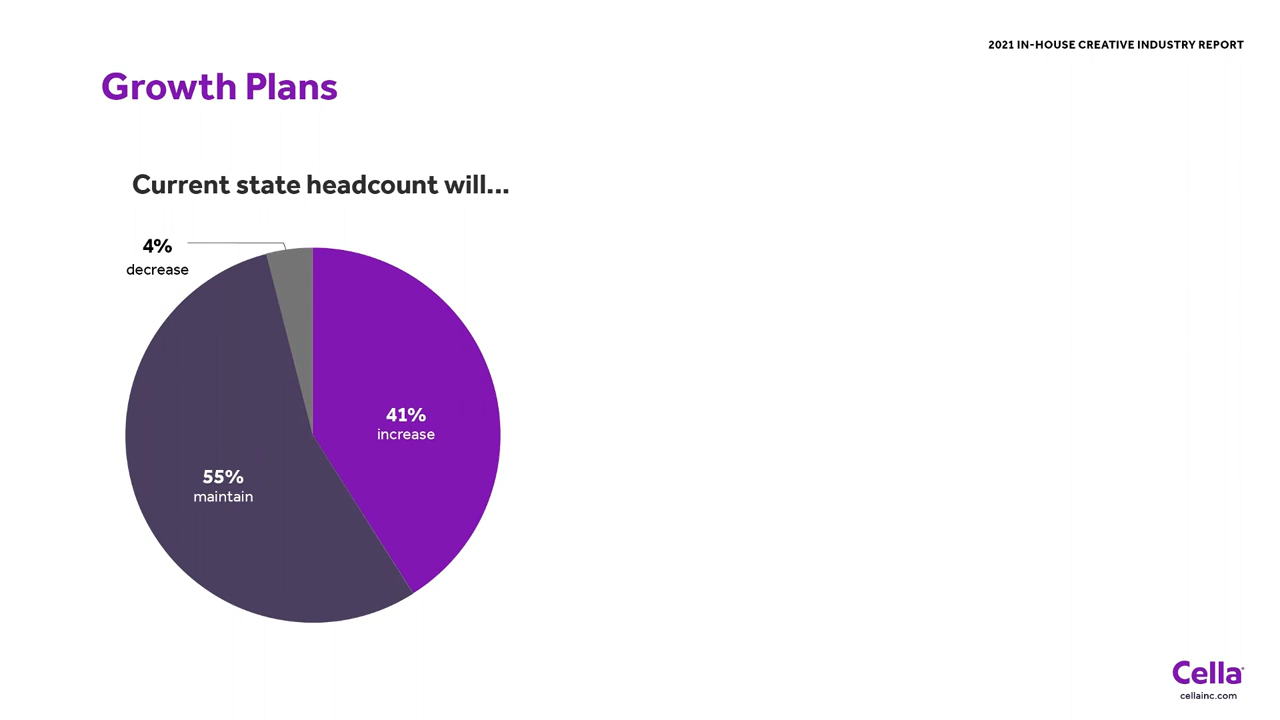 2021 IN-HOUSE CREATIVE INDUSTRY REPORT
Growth Plans
Current state headcount will...
4%
decrease
41%
increase
55%
maintain
Cella
cellainc.com